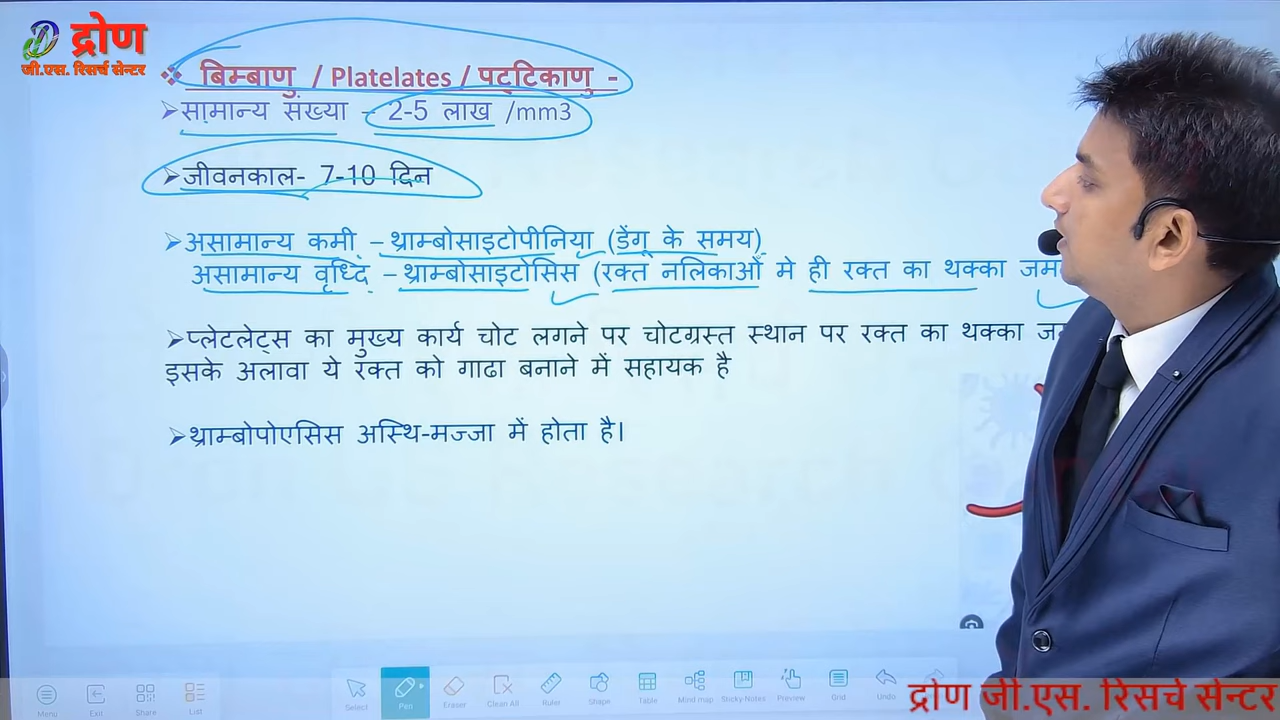 द्रोण
जी.एस. रिसर्च सेन्टर
❖ बिम्बाणु / Platelates / पट्टिकाणु -
➢सामान्य संख्या - 2-5 लाख /mm3
➢जीवनकाल- 7-10 दिन
➢असामान्य कमी - थ्राम्बोसाइटोपीनिया (डेंगू के समय)
असामान्य वृध्दि - थ्राम्बोसाइटोसिस (रक्त नलिकाओं मे ही रक्त का थक्का
➢प्लेटलेट्स का मुख्य कार्य चोट लगने पर चोटग्रस्त स्थान पर रक्त का थक्का
इसके अलावा ये रक्त को गाढा बनाने में सहायक है
➢थ्राम्बोपोएसिस अस्थि-मज्जा में होता है।
Menu Exit Share List Select Pen Eraser Clean All Ruler Shape Table Mind map Sticky-Notes Preview Grid Undo
द्रोण जी.एस. रिसर्च सेन्टर